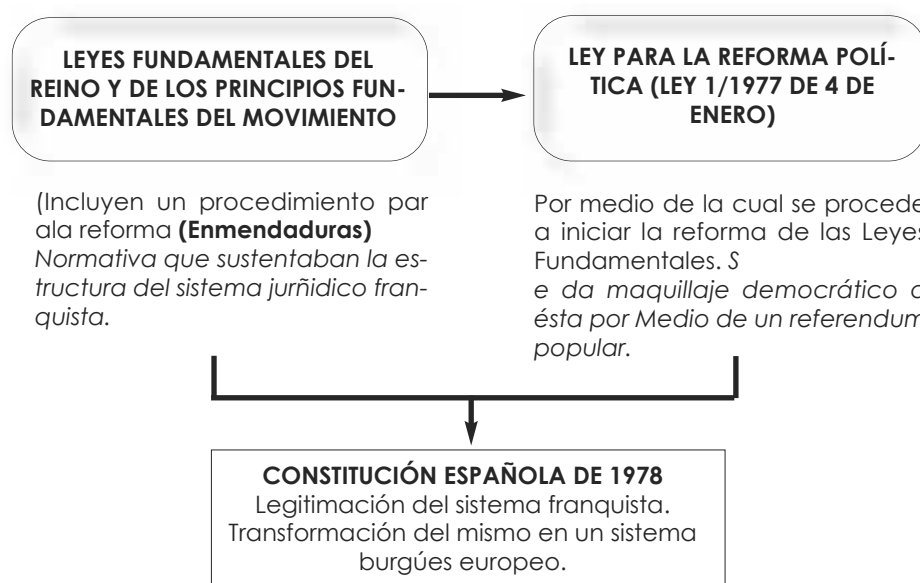 LEYES FUNDAMENTALES DEL
REINO Y DE LOS PRINCIPIOS FUN-
DAMENTALES DEL MOVIMIENTO
LEY PARA LA REFORMA POLÍ-
TICA (LEY 1/1977 DE 4 DE
ENERO)
(Incluyen un procedimiento par
ala reforma (Enmendaduras)
Normativa que sustentaban la es-
tructura del sistema jurñidico fran-
quista.
Por medio de la cual se procede
a iniciar la reforma de las Leyes
Fundamentales. S
e da maquillaje democrático a
ésta por Medio de un referendum
popular.
CONSTITUCIÓN ESPAÑOLA DE 1978
Legitimación del sistema franquista.
Transformación del mismo en un sistema
burgúes europeo.